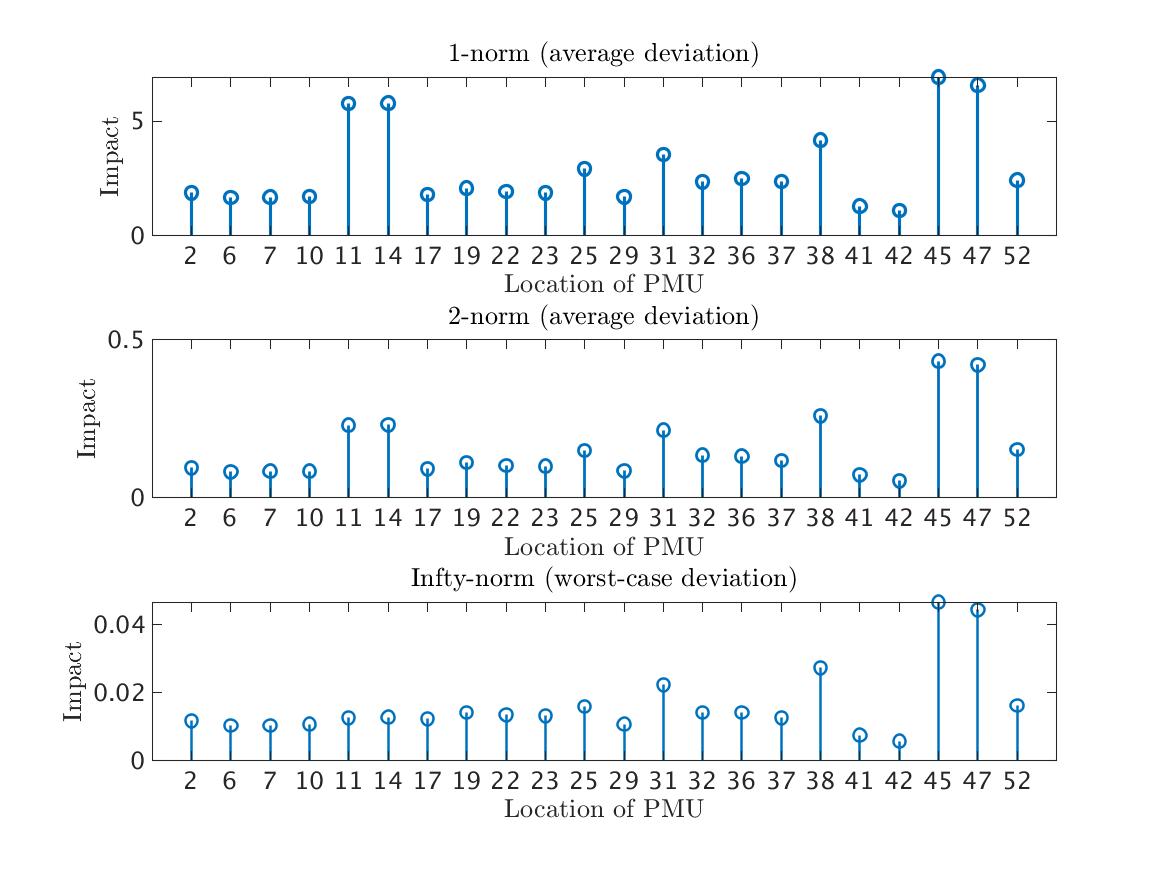 1-norm (average deviation)
Impact
5
0
2 6 7 10 11 14 17 19 22 23 25 29 31 32 36 37 38 41 42 45 47 52
Location of PMU
2-norm (average deviation)
Impact
0.5
0
2 6 7 10 11 14 17 19 22 23 25 29 31 32 36 37 38 41 42 45 47 52
Location of PMU
Infty-norm (worst-case deviation)
Impact
0.04
0.02
0
2 6 7 10 11 14 17 19 22 23 25 29 31 32 36 37 38 41 42 45 47 52
Location of PMU